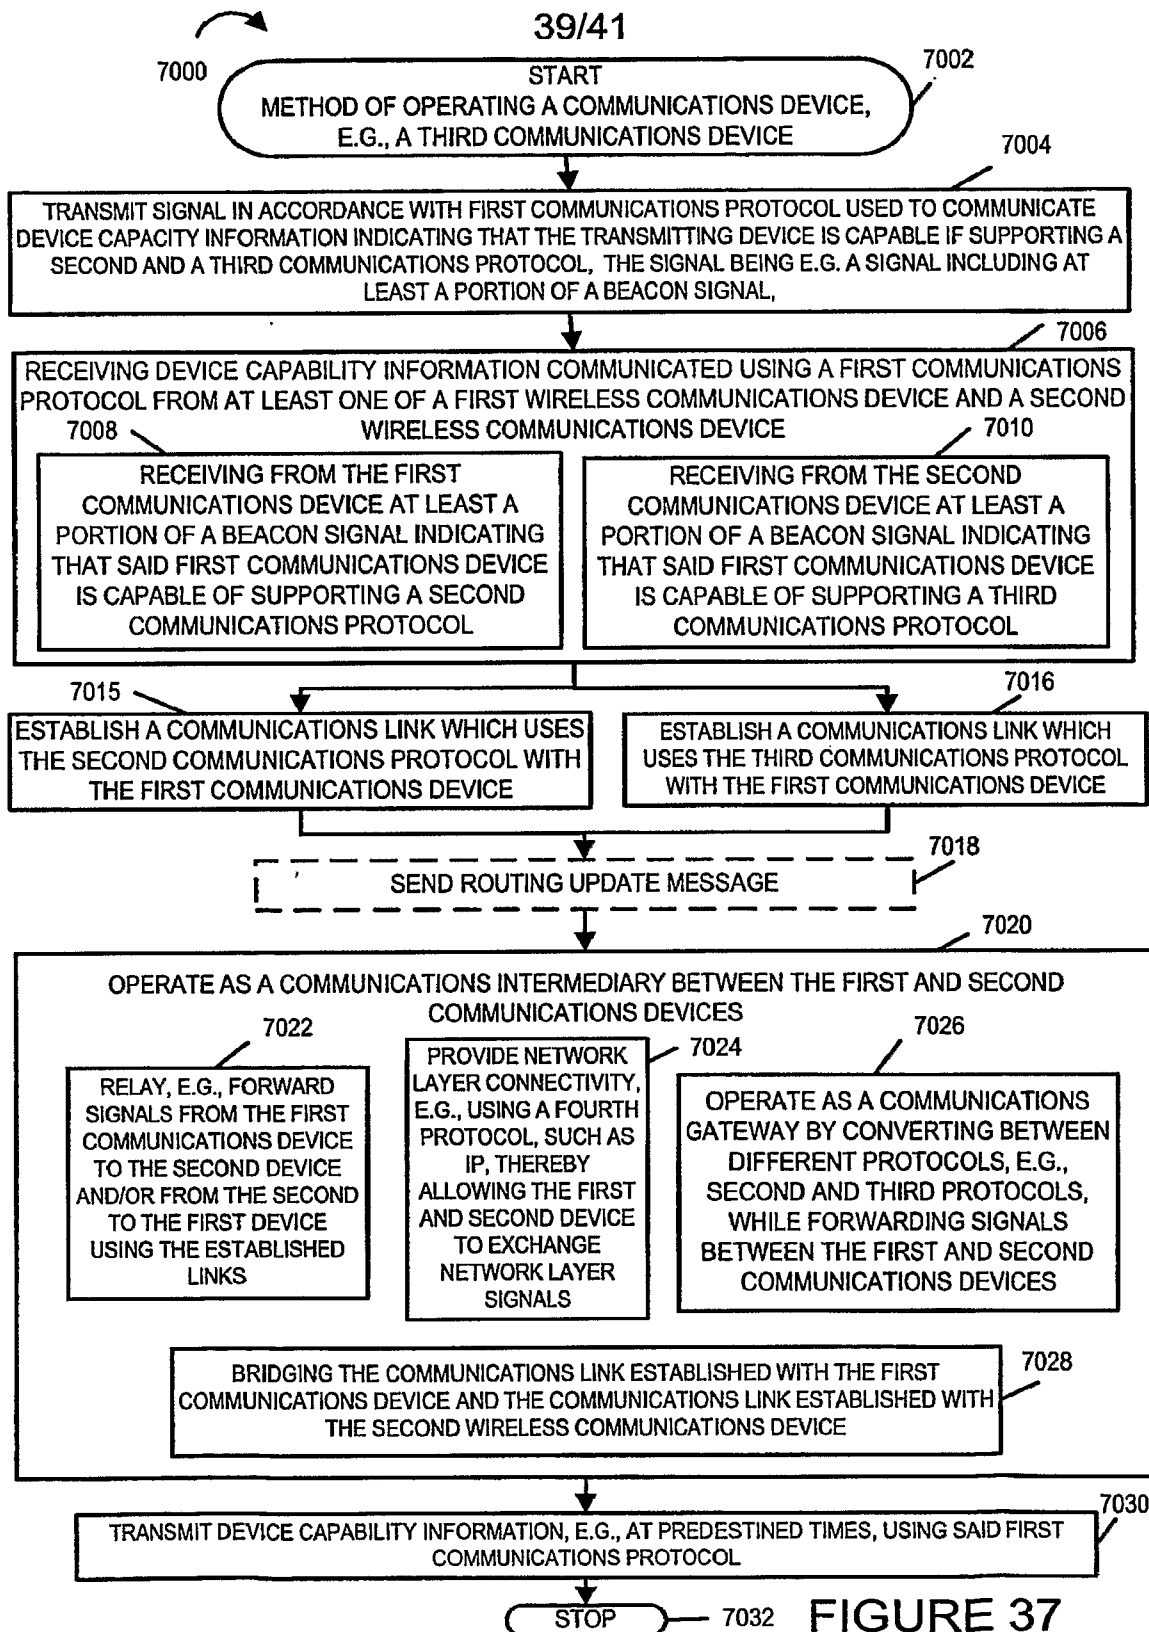 39/41
7000
7002
START
METHOD OF OPERATING A COMMUNICATIONS DEVICE,
E.G., A THIRD COMMUNICATIONS DEVICE
7004
TRANSMIT SIGNAL IN ACCORDANCE WITH FIRST COMMUNICATIONS PROTOCOL USED TO COMMUNICATE
DEVICE CAPACITY INFORMATION INDICATING THAT THE TRANSMITTING DEVICE IS CAPABLE IF SUPPORTING A
SECOND AND A THIRD COMMUNICATIONS PROTOCOL, THE SIGNAL BEING E.G. A SIGNAL INCLUDING AT
LEAST A PORTION OF A BEACON SIGNAL,
7006
RECEIVING DEVICE CAPABILITY INFORMATION COMMUNICATED USING A FIRST COMMUNICATIONS
PROTOCOL FROM AT LEAST ONE OF A FIRST WIRELESS COMMUNICATIONS DEVICE AND A SECOND
WIRELESS COMMUNICATIONS DEVICE
7008
RECEIVING FROM THE FIRST
COMMUNICATIONS DEVICE AT LEAST A
PORTION OF A BEACON SIGNAL INDICATING
THAT SAID FIRST COMMUNICATIONS DEVICE
IS CAPABLE OF SUPPORTING A SECOND
COMMUNICATIONS PROTOCOL
7010
RECEIVING FROM THE SECOND
COMMUNICATIONS DEVICE AT LEAST A
PORTION OF A BEACON SIGNAL INDICATING
THAT SAID FIRST COMMUNICATIONS DEVICE
IS CAPABLE OF SUPPORTING A THIRD
COMMUNICATIONS PROTOCOL
7015
ESTABLISH A COMMUNICATIONS LINK WHICH USES
THE SECOND COMMUNICATIONS PROTOCOL WITH
THE FIRST COMMUNICATIONS DEVICE
7016
ESTABLISH A COMMUNICATIONS LINK WHICH
USES THE THIRD COMMUNICATIONS PROTOCOL
WITH THE FIRST COMMUNICATIONS DEVICE
7018
SEND ROUTING UPDATE MESSAGE
7020
OPERATE AS A COMMUNICATIONS INTERMEDIARY BETWEEN THE FIRST AND SECOND
COMMUNICATIONS DEVICES
7022
RELAY, E.G., FORWARD
SIGNALS FROM THE FIRST
COMMUNICATIONS DEVICE
TO THE SECOND DEVICE
AND/OR FROM THE SECOND
TO THE FIRST DEVICE
USING THE ESTABLISHED
LINKS
7024
PROVIDE NETWORK
LAYER CONNECTIVITY,
E.G., USING A FOURTH
PROTOCOL, SUCH AS
IP, THEREBY
ALLOWING THE FIRST
AND SECOND DEVICE
TO EXCHANGE
NETWORK LAYER
SIGNALS
7026
OPERATE AS A COMMUNICATIONS
GATEWAY BY CONVERTING BETWEEN
DIFFERENT PROTOCOLS, E.G.,
SECOND AND THIRD PROTOCOLS,
WHILE FORWARDING SIGNALS
BETWEEN THE FIRST AND SECOND
COMMUNICATIONS DEVICES
7028
BRIDGING THE COMMUNICATIONS LINK ESTABLISHED WITH THE FIRST
COMMUNICATIONS DEVICE AND THE COMMUNICATIONS LINK ESTABLISHED WITH
THE SECOND WIRELESS COMMUNICATIONS DEVICE
7030
TRANSMIT DEVICE CAPABILITY INFORMATION, E.G., AT PREDESTINED TIMES, USING SAID FIRST
COMMUNICATIONS PROTOCOL
STOP
7032
FIGURE 37